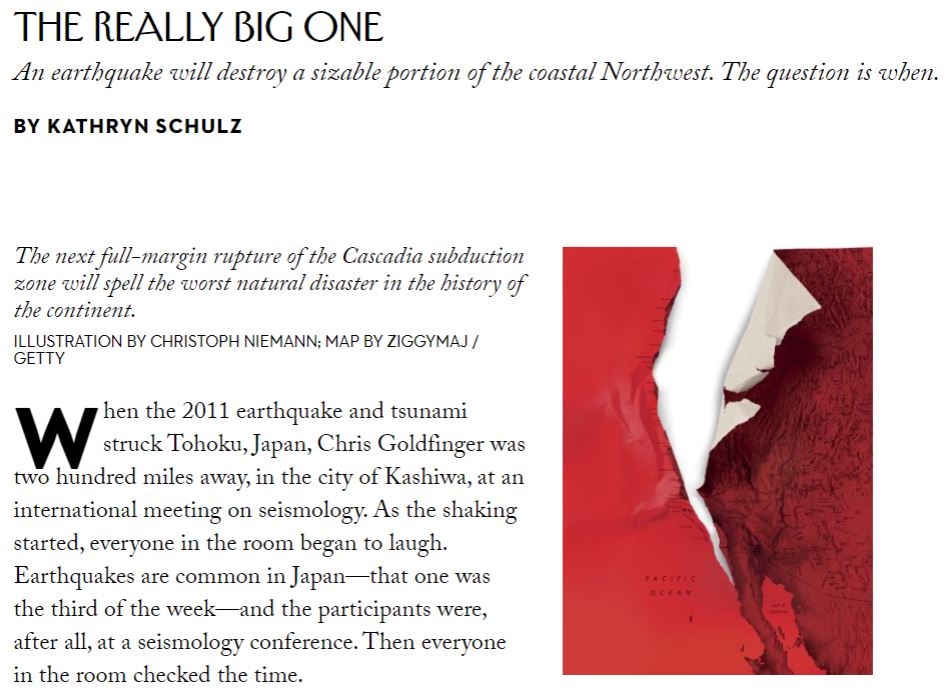 THE REALLY BIG ONE
An earthquake will destroy a sizable portion of the coastal Northwest. The question is when.
BY KATHRYN SCHULZ
The next full-margin rupture of the Cascadia subduction
zone will spell the worst natural disaster in the history of
the continent.
ILLUSTRATION BY CHRISTOPH NIEMANN; MAP BY ZIGGYMAJ /
GETTY
When the 2011 earthquake and tsunami
struck Tohoku, Japan, Chris Goldfinger was
two hundred miles away, in the city of Kashiwa, at an
international meeting on seismology. As the shaking
started, everyone in the room began to laugh.
Earthquakes are common in Japan—that one was
the third of the week—and the participants were,
after all, at a seismology conference. Then everyone
in the room checked the time.
PACIFIC
OCEAN